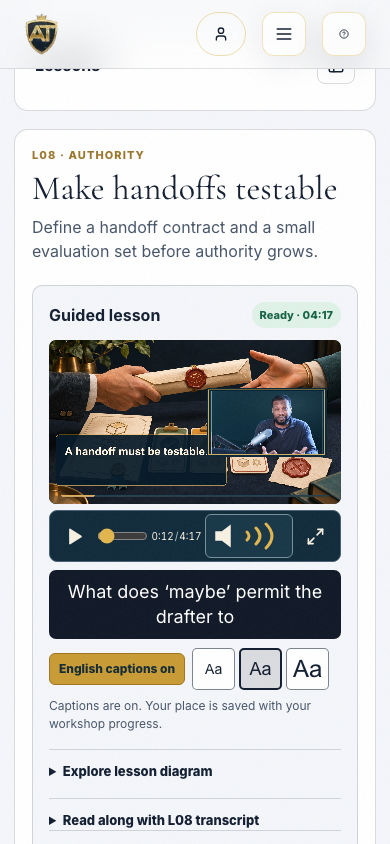 AT
Lessons
L08 · AUTHORITY
Make handoffs testable
Define a handoff contract and a small
evaluation set before authority grows.
Guided lesson
Ready · 04:17
A handoff must be testable.
0:12/4:17
What does ‘maybe’ permit the
drafter to
English captions on
Aa
Aa
Aa
Captions are on. Your place is saved with your
workshop progress.
Explore lesson diagram
Read along with L08 transcript